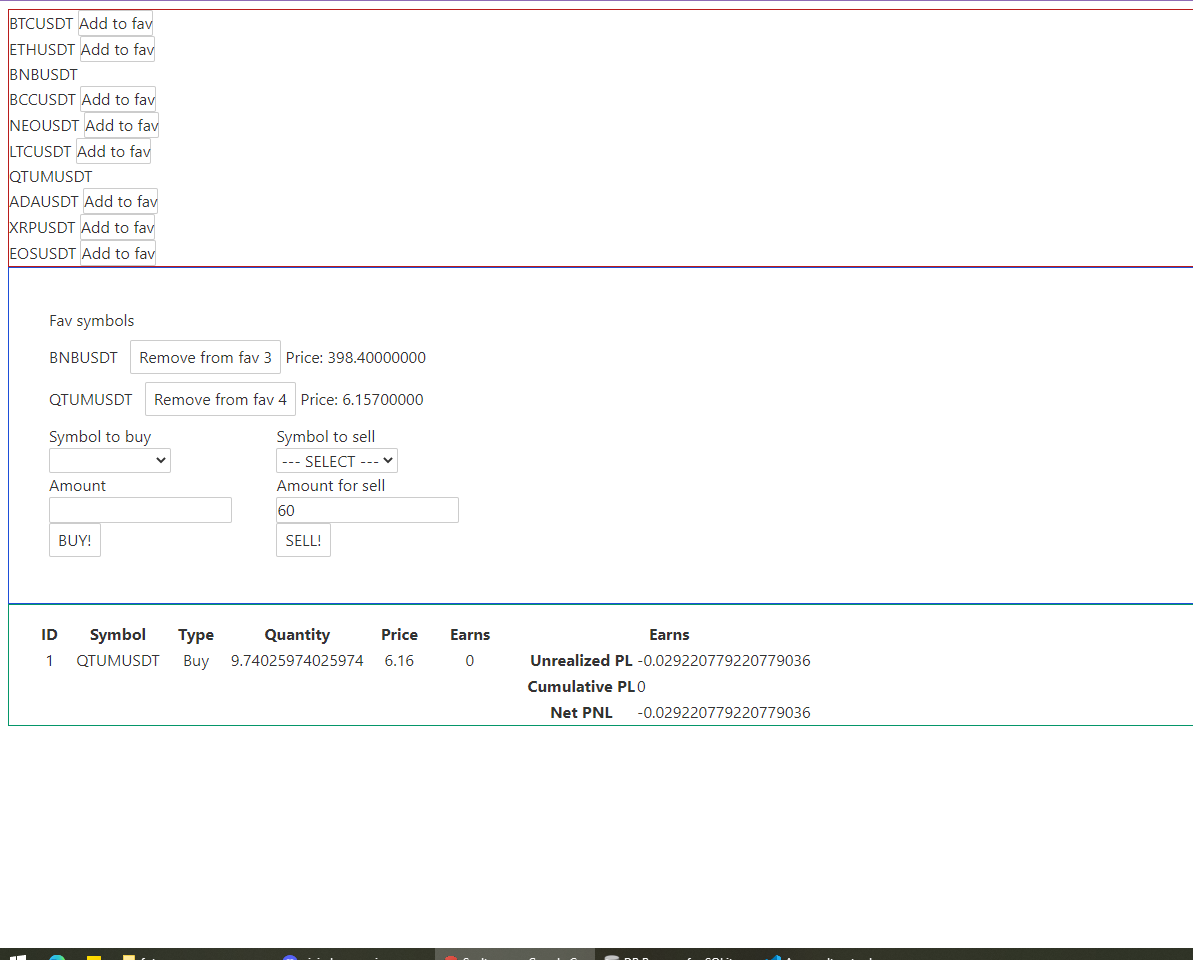 BTCUSDT Add to fav
ETHUSDT Add to fav
BNBUSDT
BCCUSDT Add to fav
NEOUSDT Add to fav
LTCUSDT Add to fav
QTUMUSDT
ADAUSDT Add to fav
XRPUSDT Add to fav
EOSUSDT Add to fav
Fav symbols
BNBUSDT Remove from fav 3 Price: 398.40000000
QTUMUSDT Remove from fav 4 Price: 6.15700000
Symbol to buy Symbol to sell
--- SELECT ---
Amount Amount for sell
60
BUY! SELL!
ID Symbol Type Quantity Price Earns Earns
1 QTUMUSDT Buy 9.74025974025974 6.16 0 Unrealized PL -0.029220779220779036
Cumulative PL 0
Net PNL -0.029220779220779036